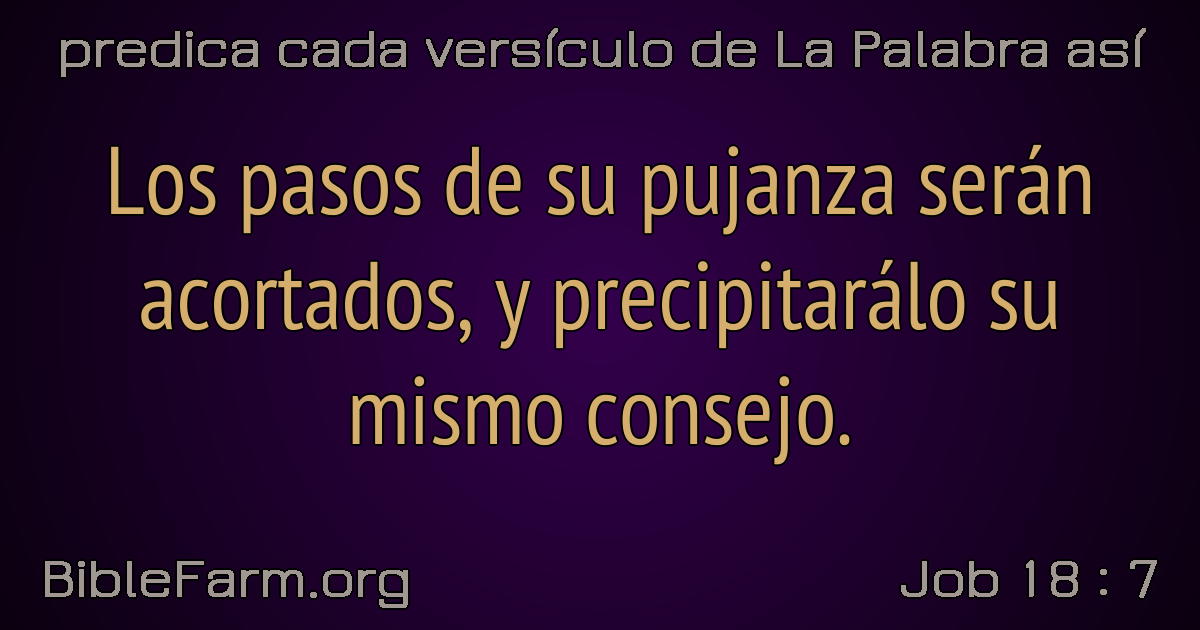 predica cada versículo de La Palabra así
Los pasos de su pujanza serán
acortados, y precipitarálo su
mismo consejo.
BibleFarm.org
Job 18 : 7